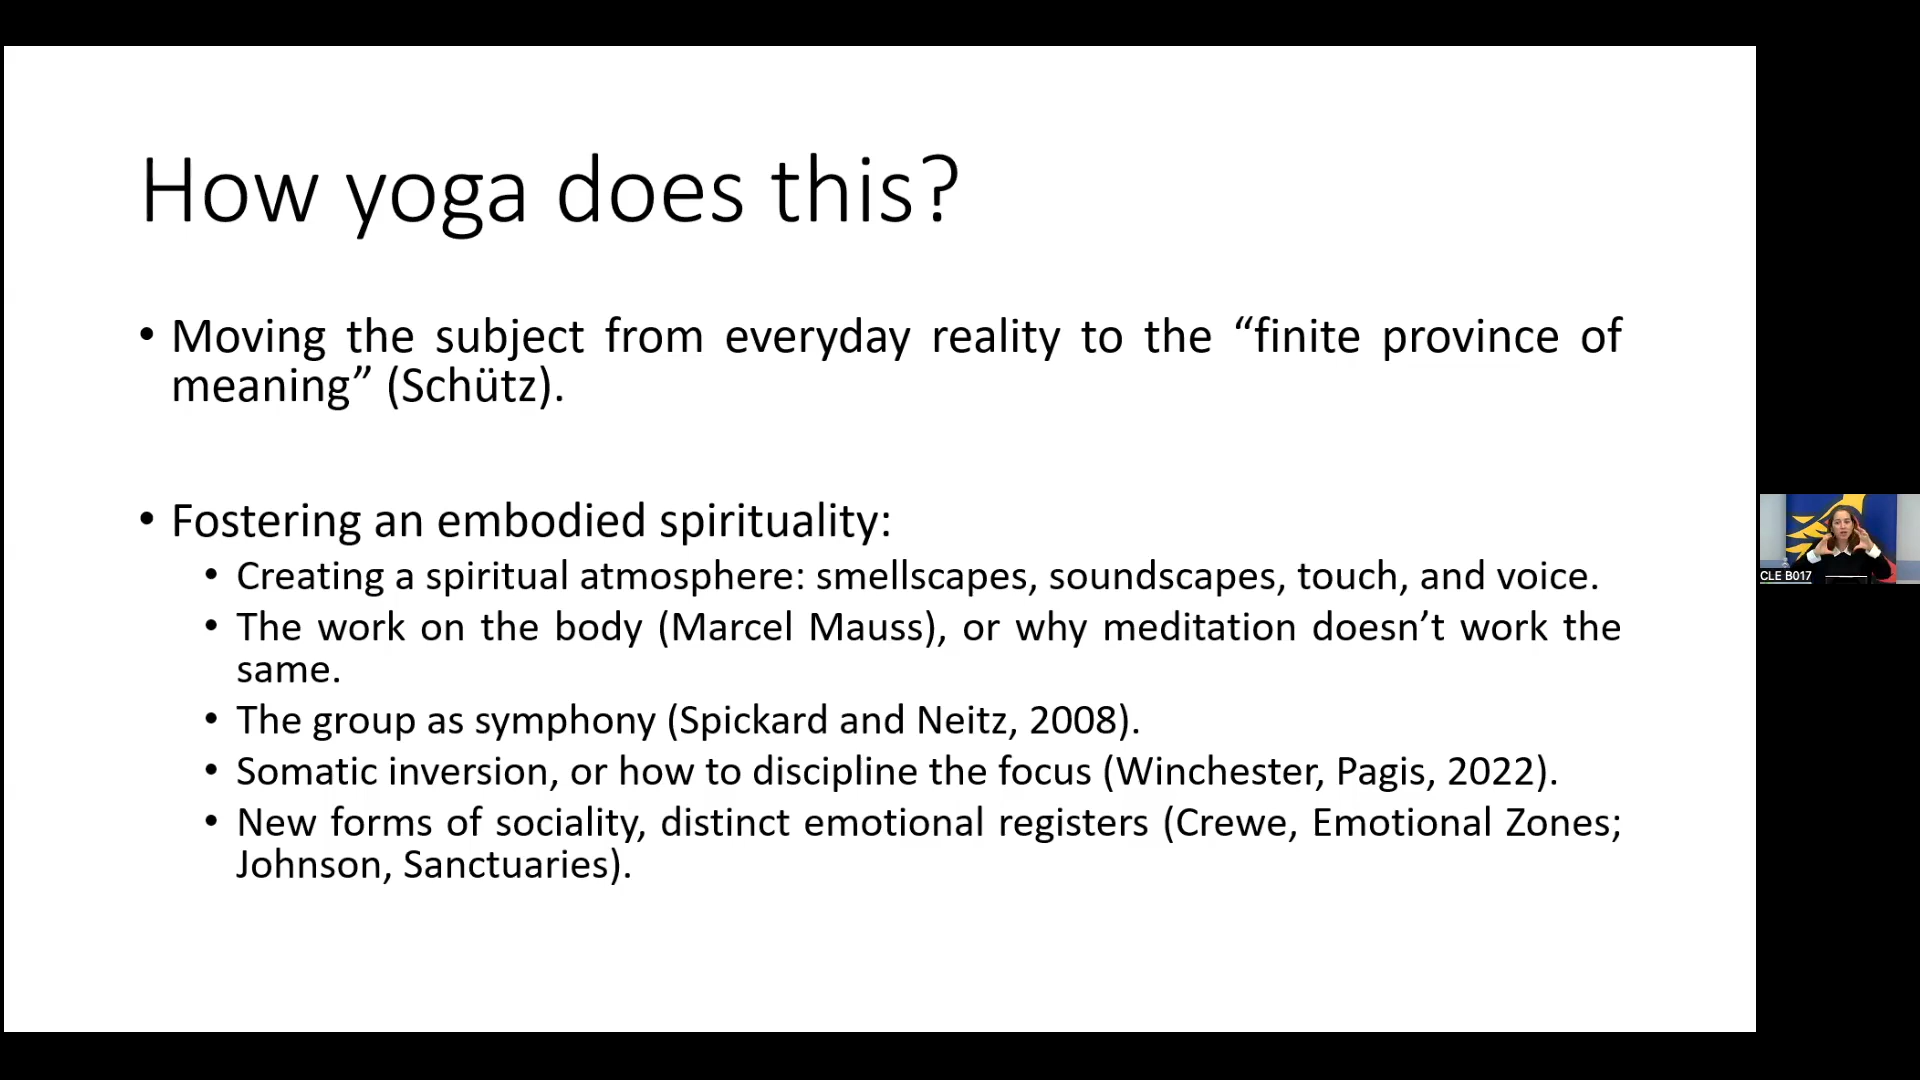 How yoga does this?
• Moving the subject from everyday reality to the “finite province of
meaning” (Schütz).
• Fostering an embodied spirituality:
• Creating a spiritual atmosphere: smellscapes, soundscapes, touch, and voice.
• The work on the body (Marcel Mauss), or why meditation doesn’t work the
same.
• The group as symphony (Spickard and Neitz, 2008).
• Somatic inversion, or how to discipline the focus (Winchester, Pagis, 2022).
• New forms of sociality, distinct emotional registers (Crewe, Emotional Zones;
Johnson, Sanctuaries).
CLE B017